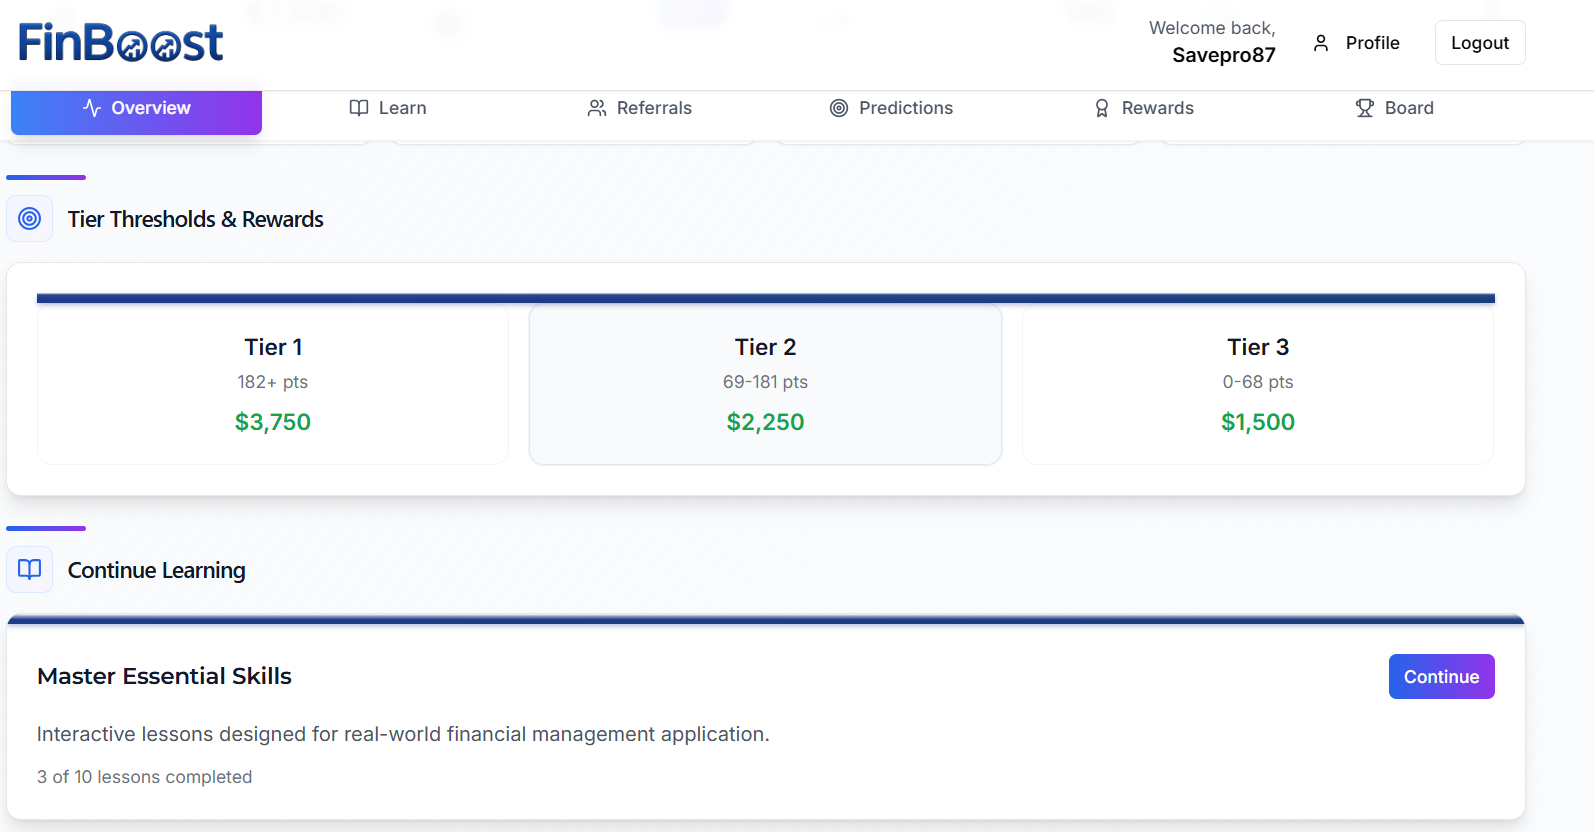 FinBoost
Welcome back,
Savepro87
Profile
Logout
Overview
Learn
Referrals
Predictions
Rewards
Board
Tier Thresholds & Rewards
Tier 1
182+ pts
$3,750
Tier 2
69-181 pts
$2,250
Tier 3
0-68 pts
$1,500
Continue Learning
Master Essential Skills
Continue
Interactive lessons designed for real-world financial management application.
3 of 10 lessons completed